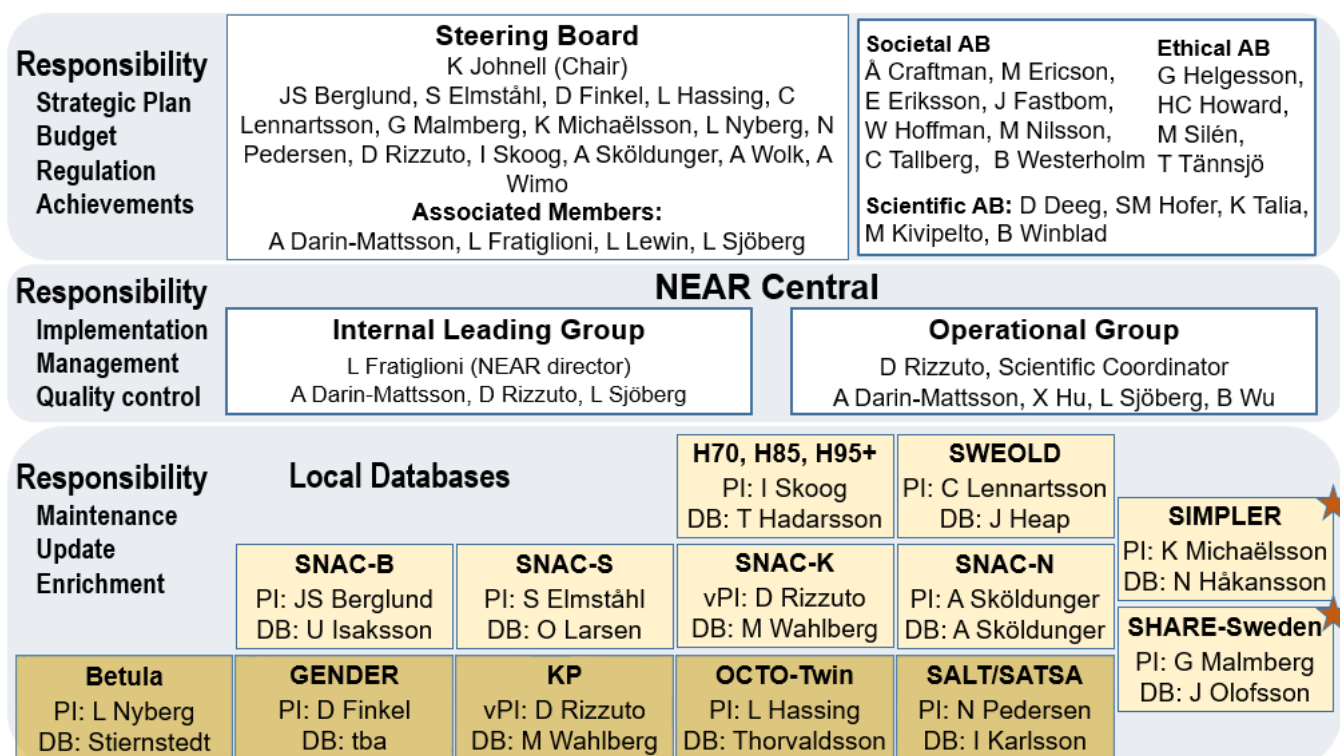 Responsibility
Strategic Plan
Budget
Regulation
Achievements
Steering Board
K Johnell (Chair)
JS Berglund, S Elmståhl, D Finkel, L Hassing, C
Lennartsson, G Malmberg, K Michaëlsson, L Nyberg, N
Pedersen, D Rizzuto, I Skoog, A Sköldunger, A Wolk, A
Wimo
Associated Members:
A Darin-Mattsson, L Fratiglioni, L Lewin, L Sjöberg
Societal AB
Å Craftman, M Ericson,
E Eriksson, J Fastbom,
W Hoffman, M Nilsson,
C Tallberg, B Westerholm
Ethical AB
G Helgesson,
HC Howard,
M Silén,
T Tännsjö
Scientific AB: D Deeg, SM Hofer, K Talia,
M Kivipelto, B Winblad
Responsibility
Implementation
Management
Quality control
NEAR Central
Internal Leading Group
L Fratiglioni (NEAR director)
A Darin-Mattsson, D Rizzuto, L Sjöberg
Operational Group
D Rizzuto, Scientific Coordinator
A Darin-Mattsson, X Hu, L Sjöberg, B Wu
Responsibility
Maintenance
Update
Enrichment
Local Databases
H70, H85, H95+
PI: I Skoog
DB: T Hadarsson
SWEOLD
PI: C Lennartsson
DB: J Heap
SIMPLER
PI: K Michaëlsson
DB: N Håkansson
SNAC-B
PI: JS Berglund
DB: U Isaksson
SNAC-S
PI: S Elmståhl
DB: O Larsen
SNAC-K
vPI: D Rizzuto
DB: M Wahlberg
SNAC-N
PI: A Sköldunger
DB: A Sköldunger
SHARE-Sweden
PI: G Malmberg
DB: J Olofsson
Betula
PI: L Nyberg
DB: Stiernstedt
GENDER
PI: D Finkel
DB: tba
KP
vPI: D Rizzuto
DB: M Wahlberg
OCTO-Twin
PI: L Hassing
DB: Thorvaldsson
SALT/SATSA
PI: N Pedersen
DB: I Karlsson